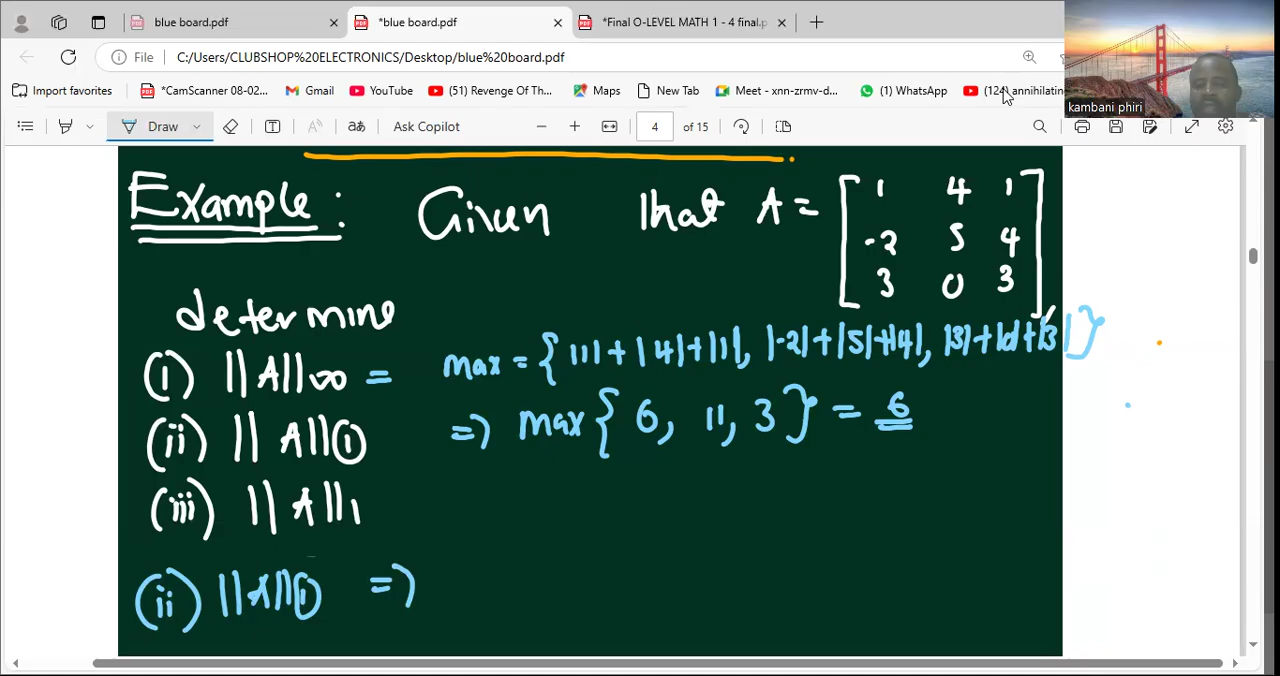 blue board.pdf
*blue board.pdf
*Final O-LEVEL MATH 1 - 4 final.p
File
C:/Users/CLUBSHOP%20ELECTRONICS/Desktop/blue%20board.pdf
kambani phiri
Import favorites
*CamScanner 08-02...
Gmail
YouTube
(51) Revenge Of Th...
Maps
New Tab
Meet - xnn-zrmv-d...
(1) WhatsApp
(124) annihilatin
Draw
aあ
Ask Copilot
4 of 15
Example: Given that A = [ 1 4 1
-2 5 4
3 0 3 ]
determine
(i) ||A||∞ = max = { |1| + |4| + |1|, |-2| + |5| + |4|, |3| + |0| + |3| }
=> max { 6, 11, 3 } = 6
(ii) || A||①
(iii) || A||1
(ii) ||A||① =>